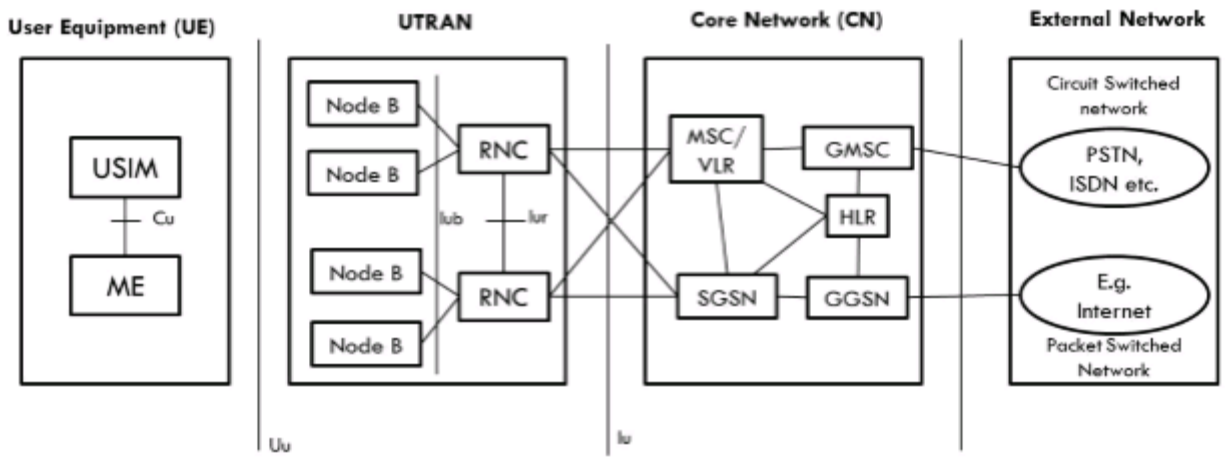 User Equipment (UE)
UTRAN
Core Network (CN)
External Network
USIM
Cu
ME
Node B
Node B
Node B
Node B
RNC
RNC
Iub
Iur
MSC/
VLR
GMSC
HLR
SGSN
GGSN
Circuit Switched
network
PSTN,
ISDN etc.
E.g.
Internet
Packet Switched
Network
Uu
Iu